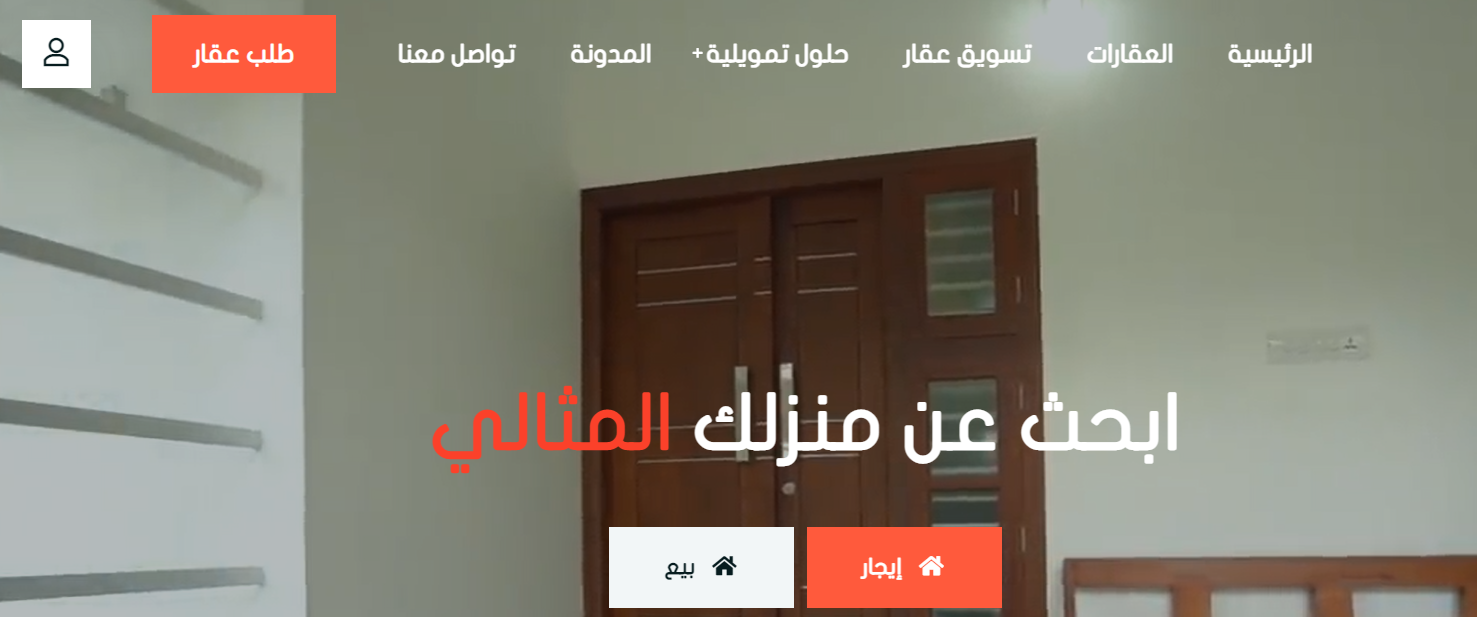 الرئيسية العقارات تسويق عقار حلول تمويلية+ المدونة تواصل معنا طلب عقار
ابحث عن منزلك المثالي
إيجار بيع